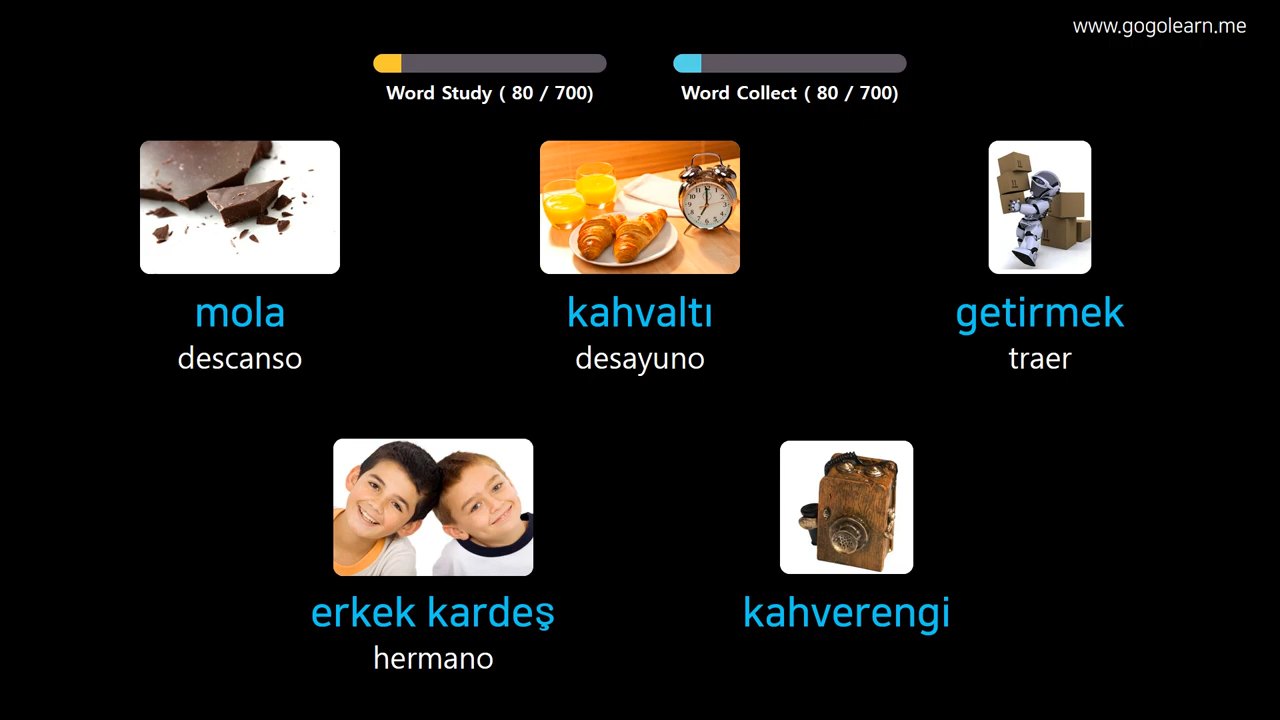 www.gogolearn.me
Word Study ( 80 / 700)
Word Collect ( 80 / 700)
mola
descanso
kahvaltı
desayuno
getirmek
traer
erkek kardeş
hermano
kahverengi